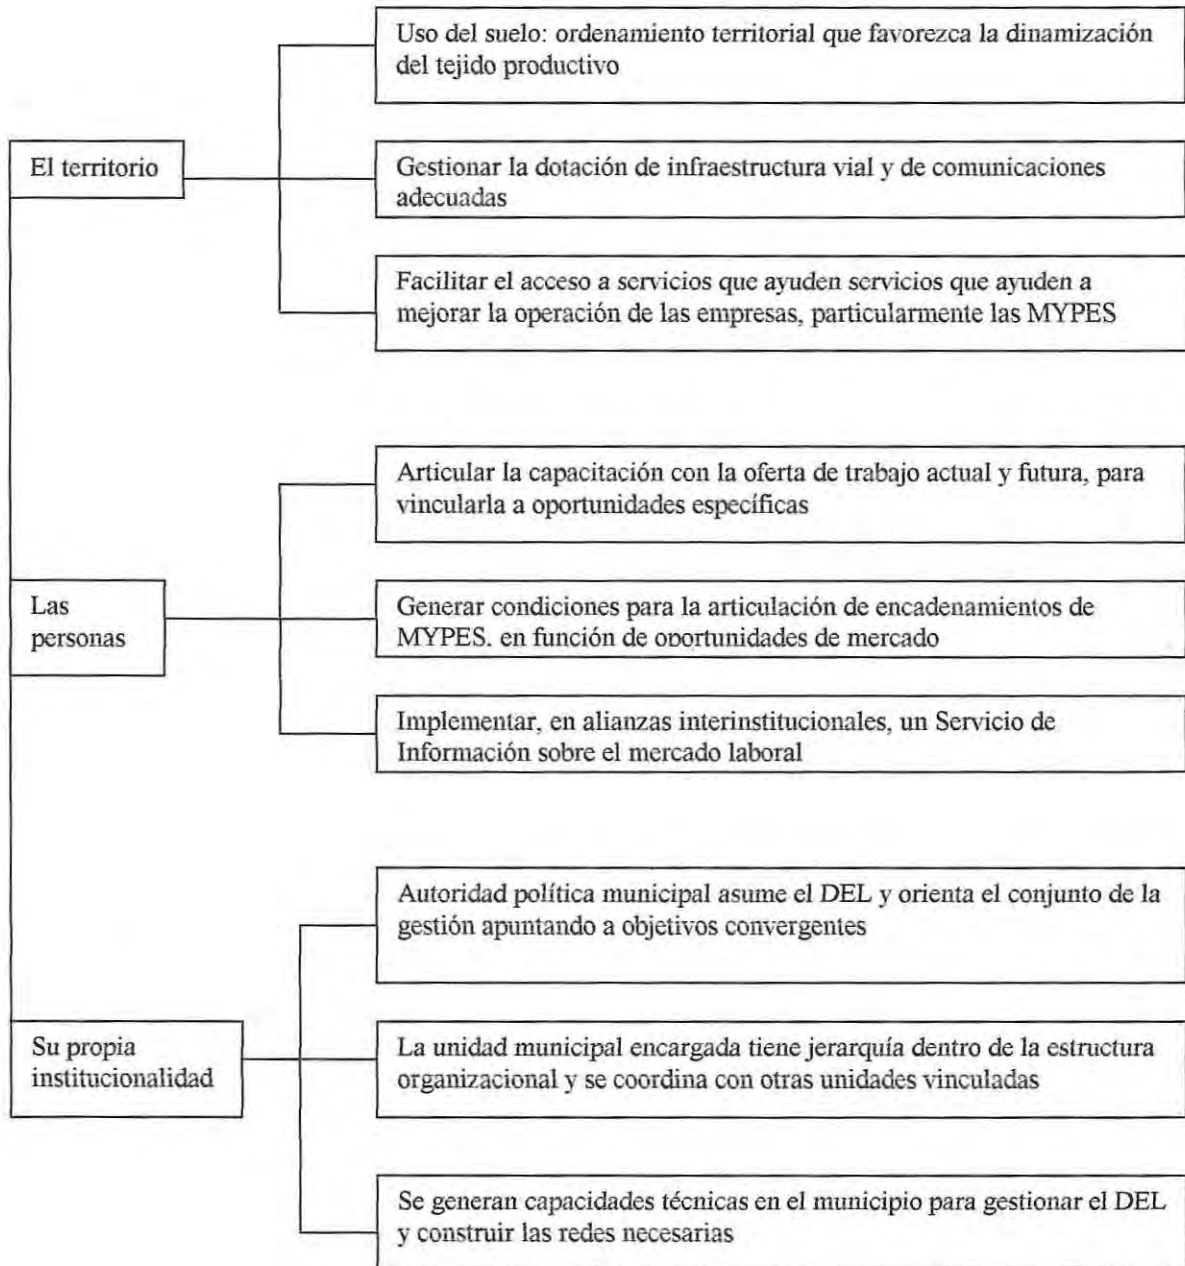 Uso del suelo: ordenamiento territorial que favorezca la dinamización
del tejido productivo
El territorio
Gestionar la dotación de infraestructura vial y de comunicaciones
adecuadas
Facilitar el acceso a servicios que ayuden servicios que ayuden a
mejorar la operación de las empresas, particularmente las MYPES
Articular la capacitación con la oferta de trabajo actual y futura, para
vincularla a oportunidades específicas
Las
personas
Generar condiciones para la articulación de encadenamientos de
MYPES. en función de oportunidades de mercado
Implementar, en alianzas interinstitucionales, un Servicio de
Información sobre el mercado laboral
Autoridad política municipal asume el DEL y orienta el conjunto de la
gestión apuntando a objetivos convergentes
Su propia
institucionalidad
La unidad municipal encargada tiene jerarquía dentro de la estructura
organizacional y se coordina con otras unidades vinculadas
Se generan capacidades técnicas en el municipio para gestionar el DEL
y construir las redes necesarias